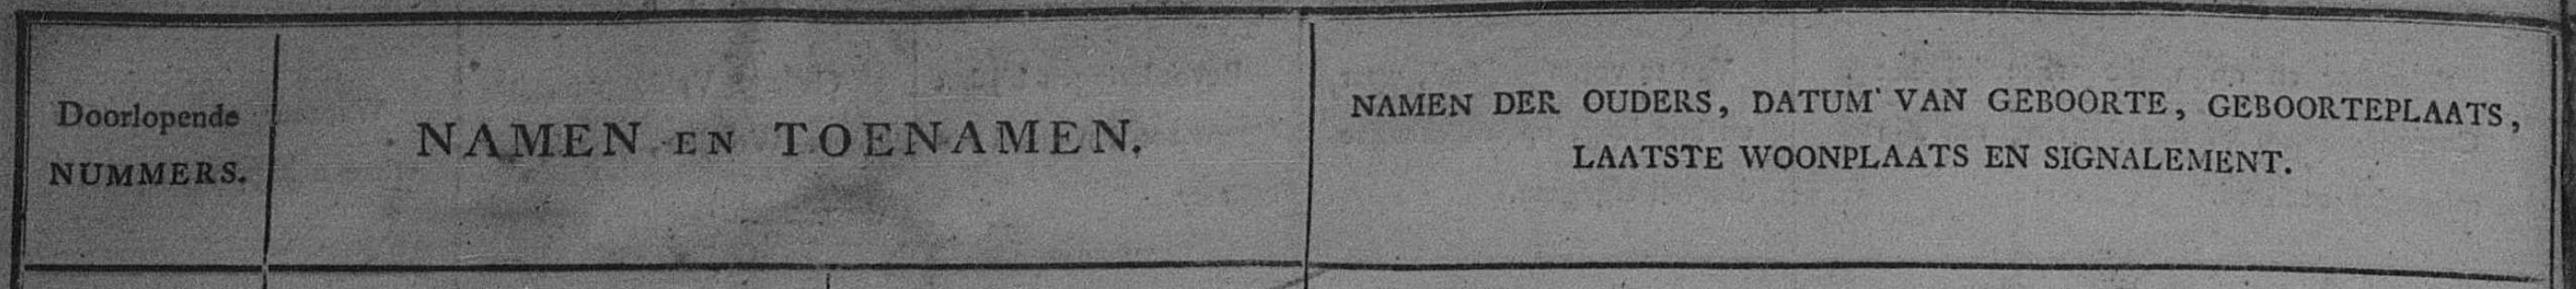 Doorlopende
NUMMERS.
NAMEN EN TOENAMEN.
NAMEN DER OUDERS, DATUM VAN GEBOORTE, GEBOORTEPLAATS,
LAATSTE WOONPLAATS EN SIGNALEMENT.